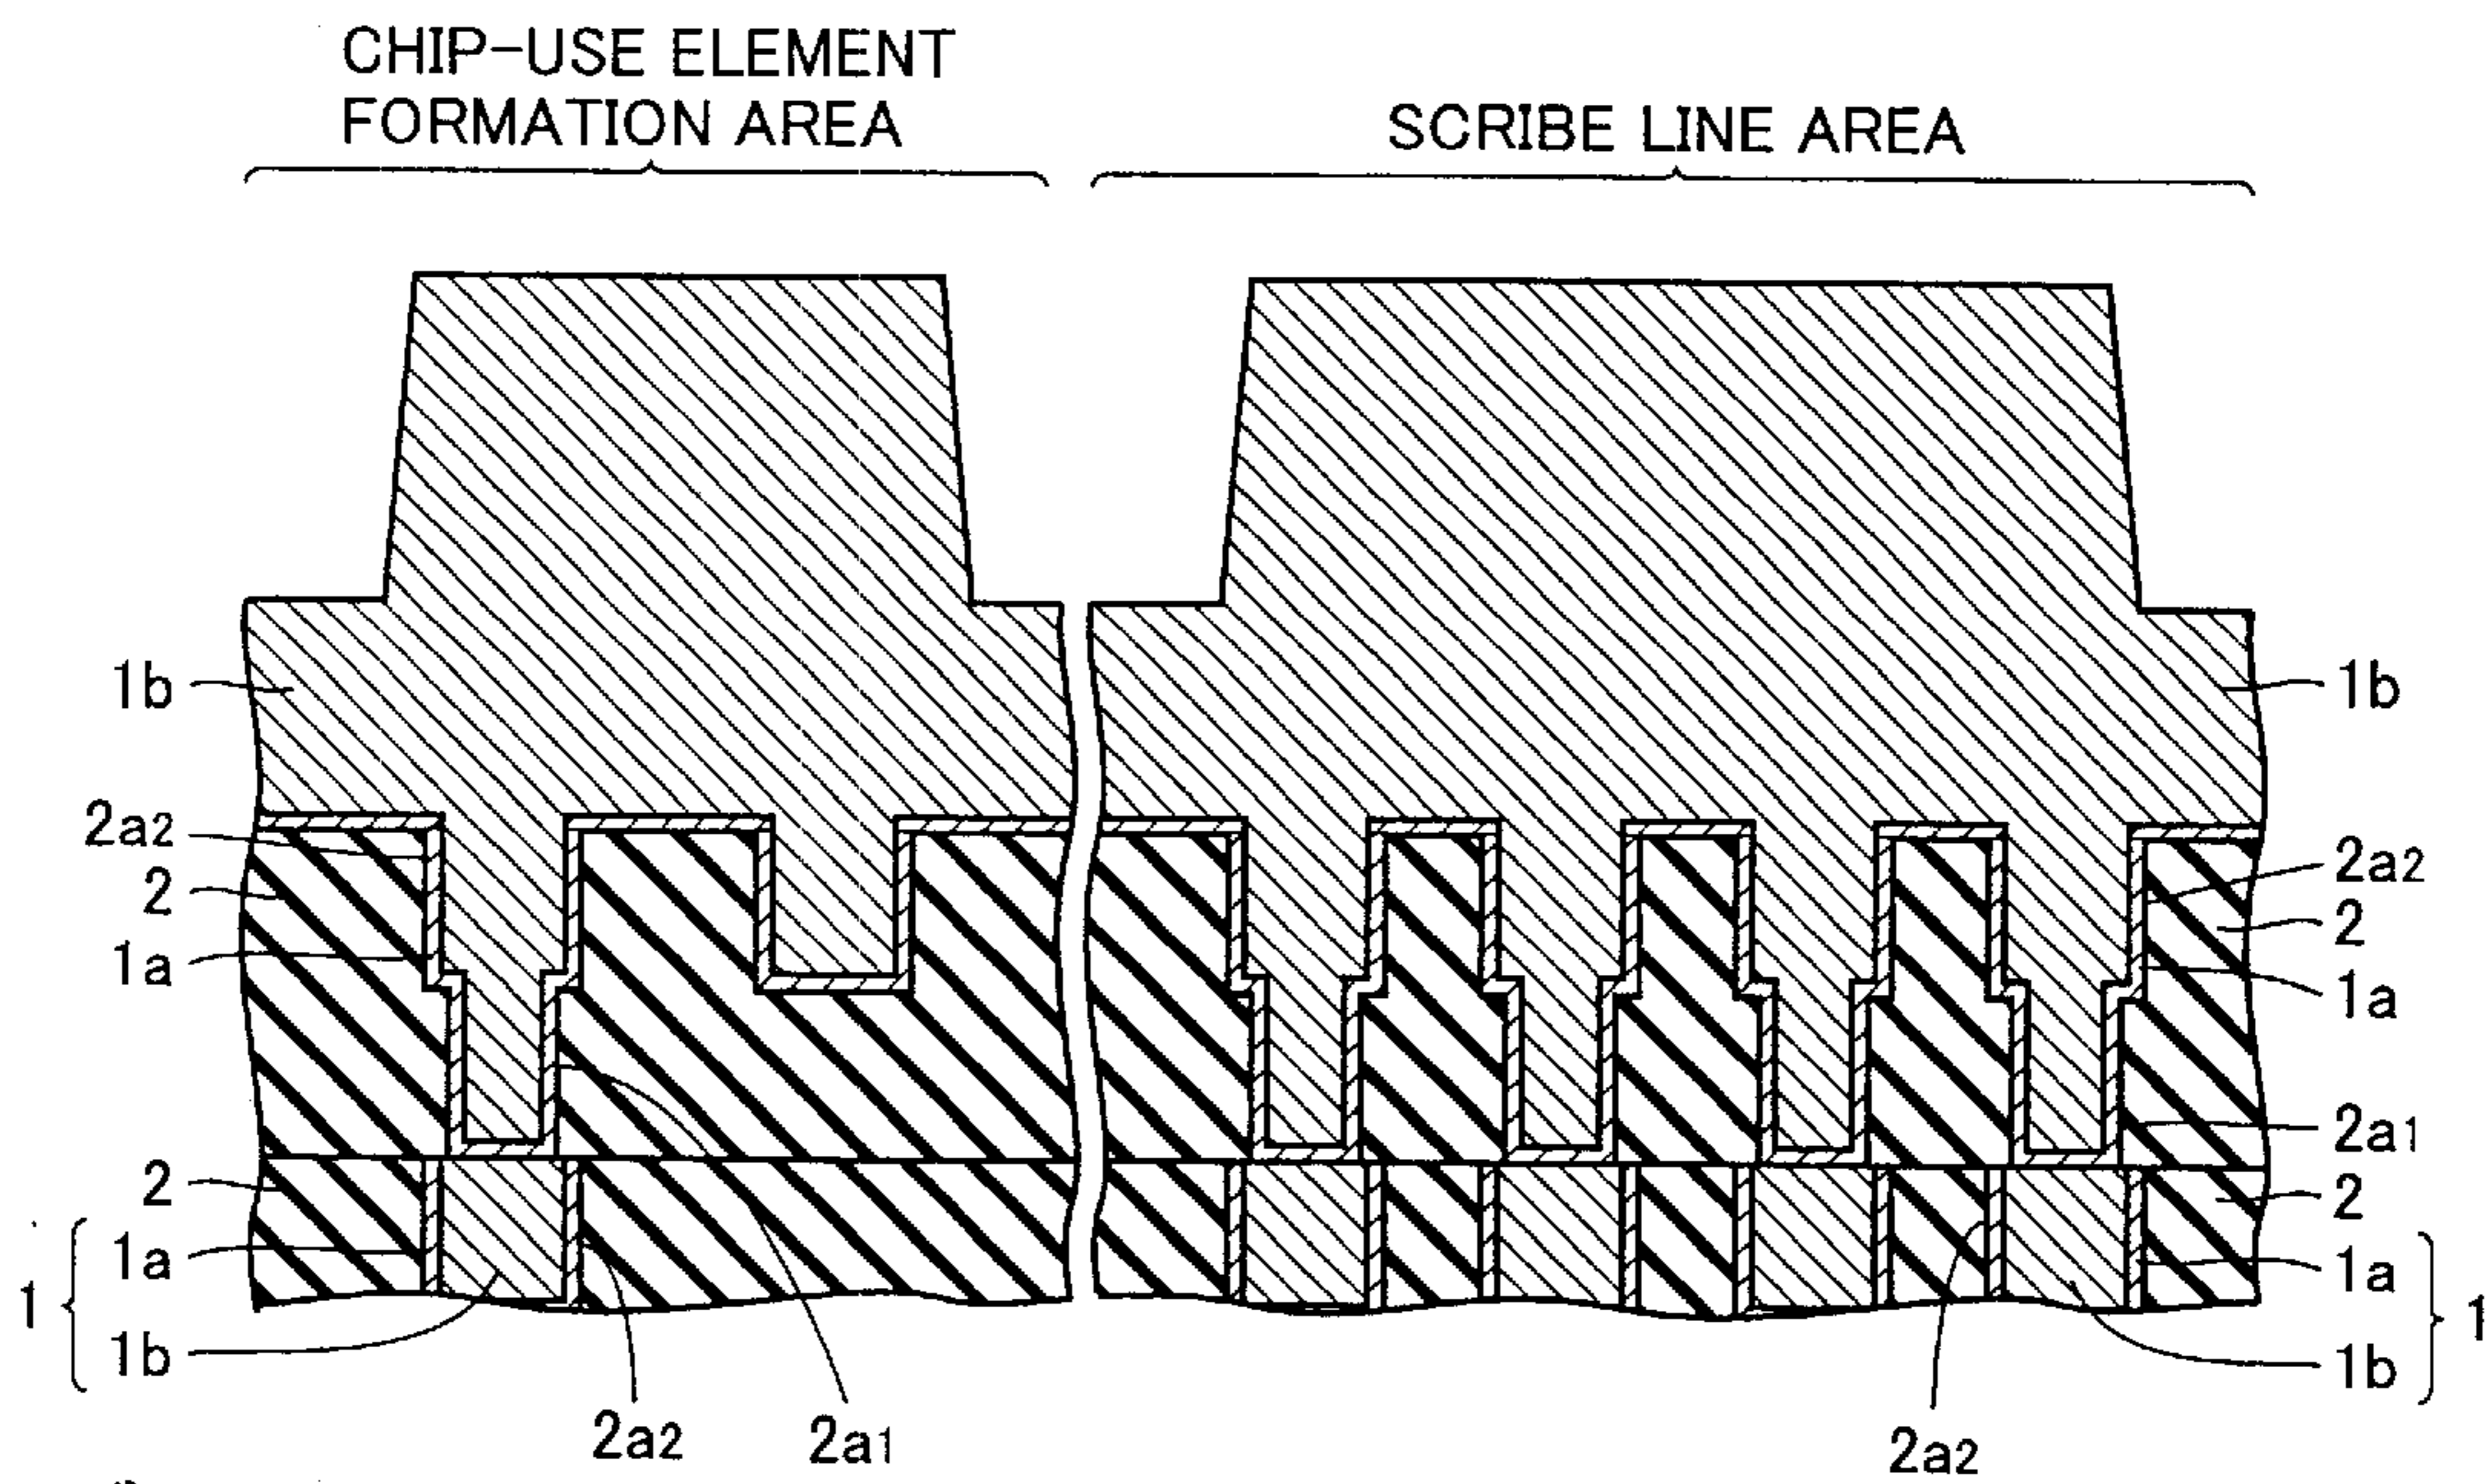 CHIP-USE ELEMENT
FORMATION AREA
SCRIBE LINE AREA
1b
1b
2a2
2
1a
2a2
2
1a
2a1
2
1a
1b
1
2
1a
1b
1
2a2
2a1
2a2